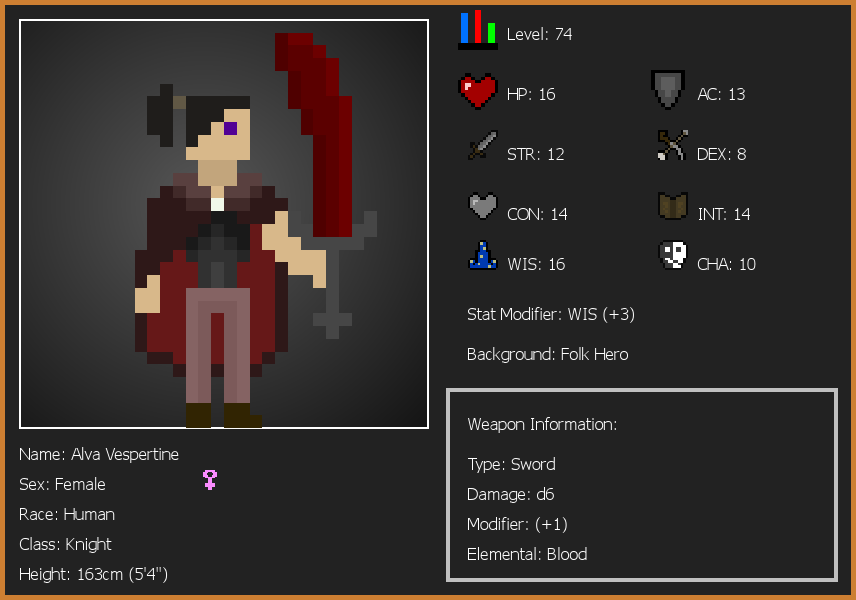 Level: 74
HP: 16
AC: 13
STR: 12
DEX: 8
CON: 14
INT: 14
WIS: 16
CHA: 10
Stat Modifier: WIS (+3)
Background: Folk Hero
Weapon Information:
Type: Sword
Damage: d6
Modifier: (+1)
Elemental: Blood
Name: Alva Vespertine
Sex: Female
Race: Human
Class: Knight
Height: 163cm (5'4")